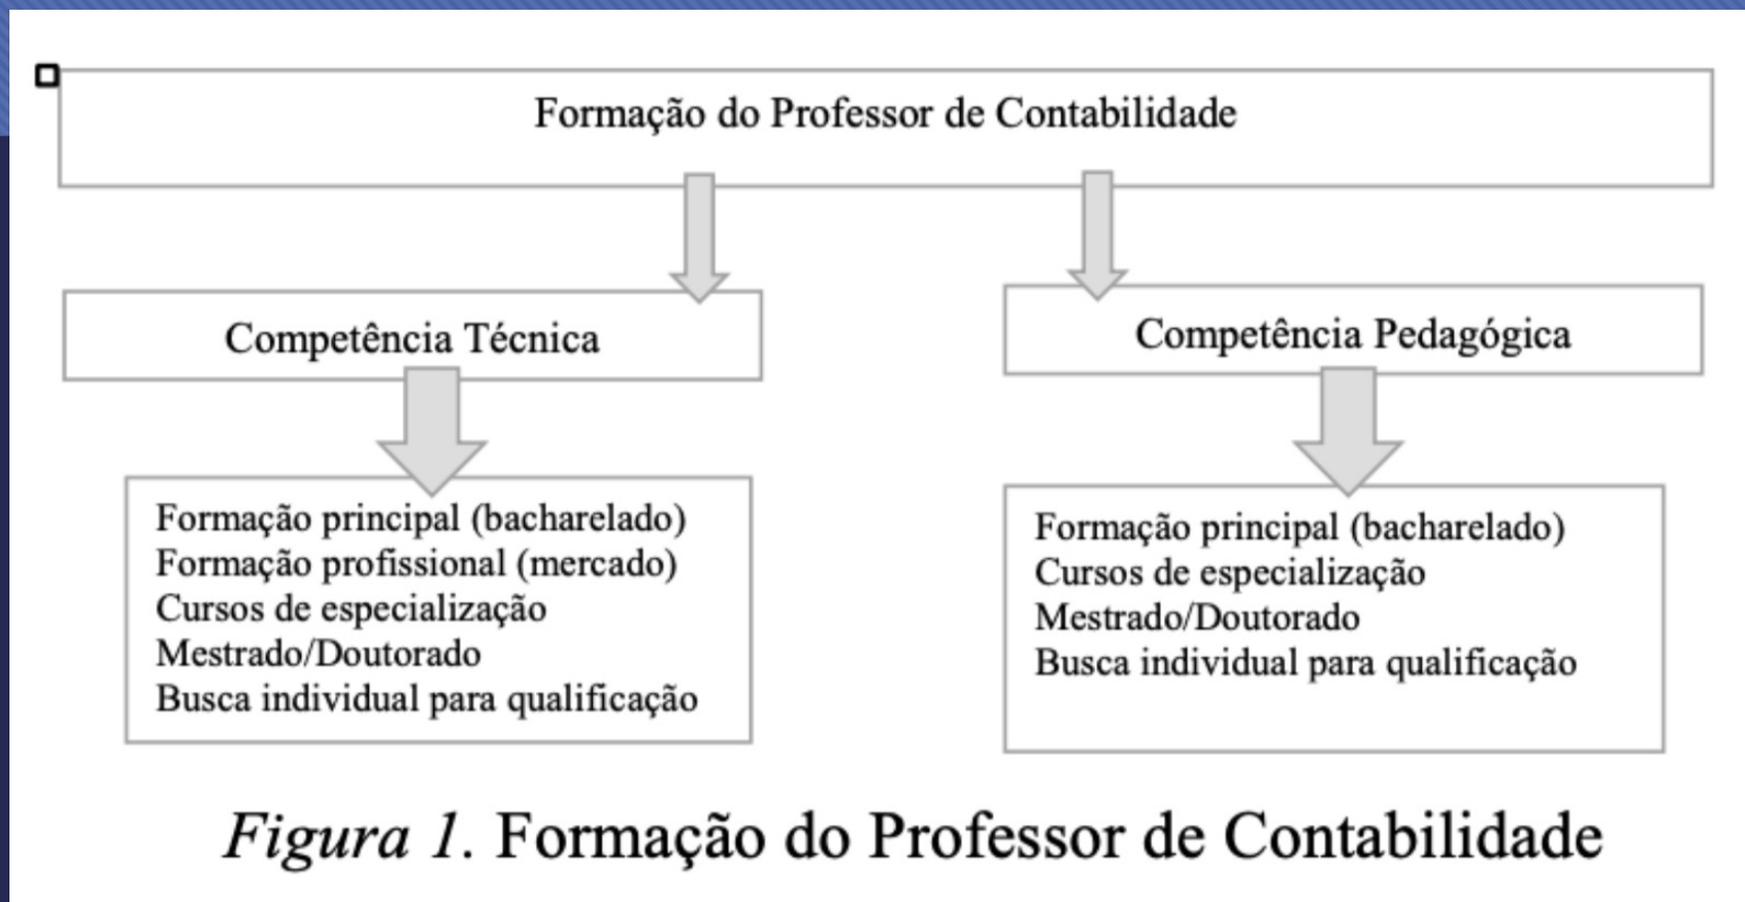 Formação do Professor de Contabilidade
Competência Técnica
Competência Pedagógica
Formação principal (bacharelado)
Formação profissional (mercado)
Cursos de especialização
Mestrado/Doutorado
Busca individual para qualificação
Formação principal (bacharelado)
Cursos de especialização
Mestrado/Doutorado
Busca individual para qualificação
Figura 1. Formação do Professor de Contabilidade